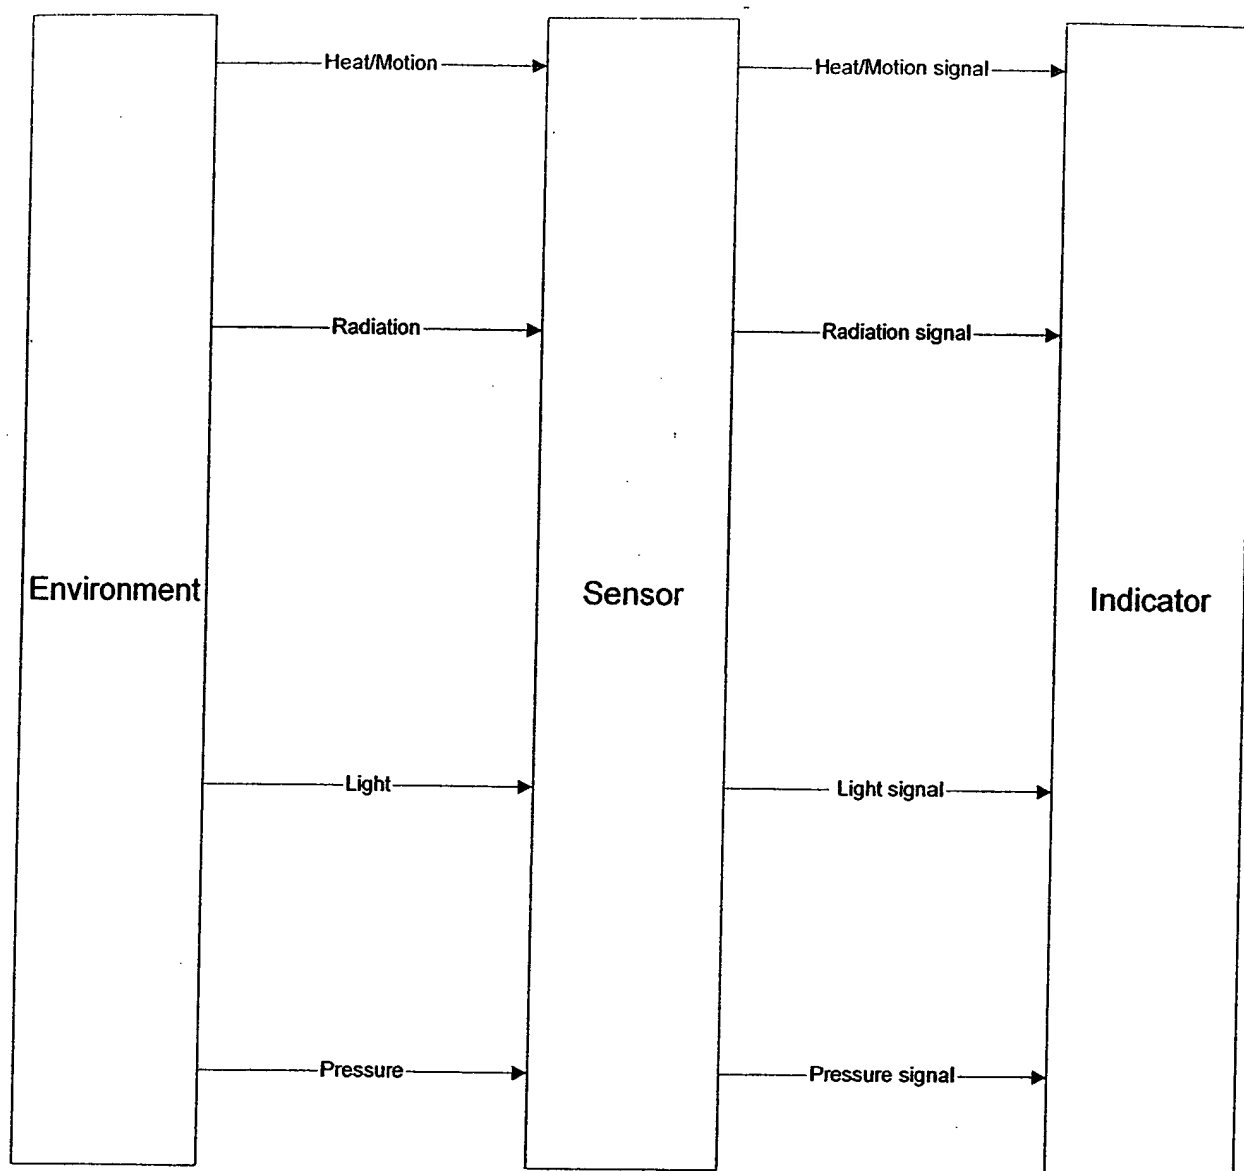 Heat/Motion
Heat/Motion signal
Radiation
Radiation signal
Environment
Sensor
Indicator
Light
Light signal
Pressure
Pressure signal